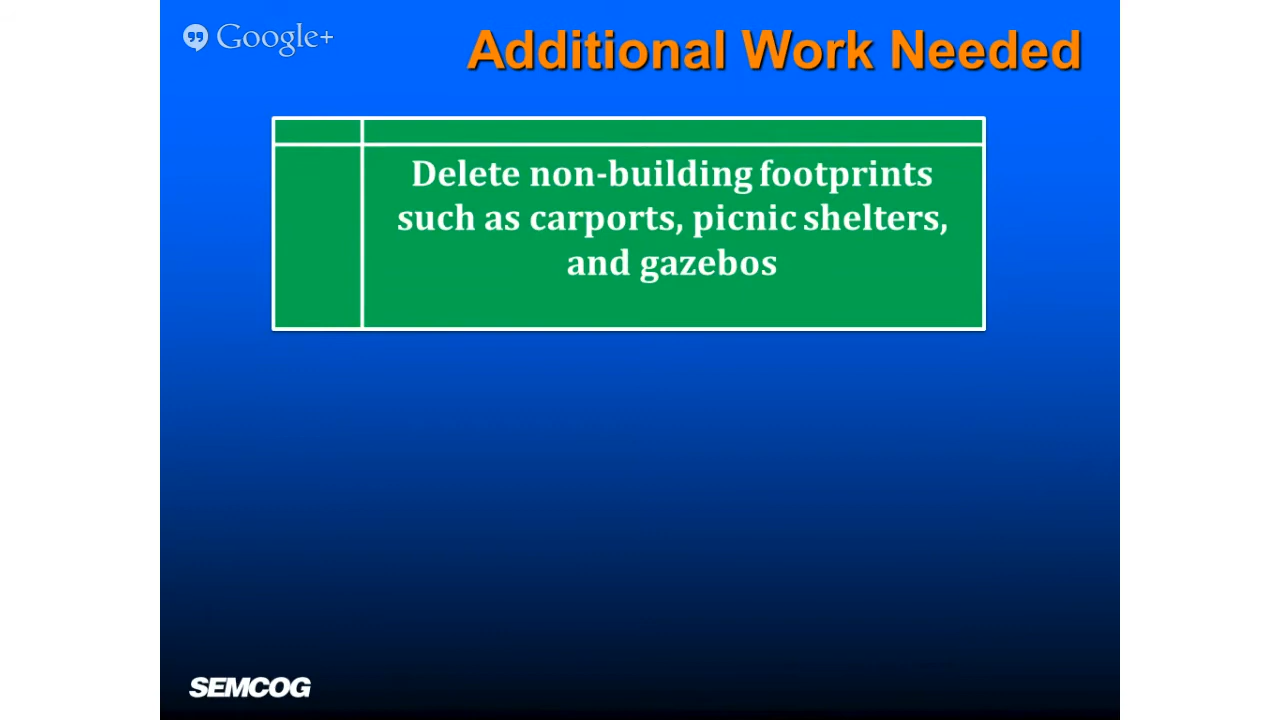 Google+
Additional Work Needed
Delete non-building footprints
such as carports, picnic shelters,
and gazebos
SEMCOG